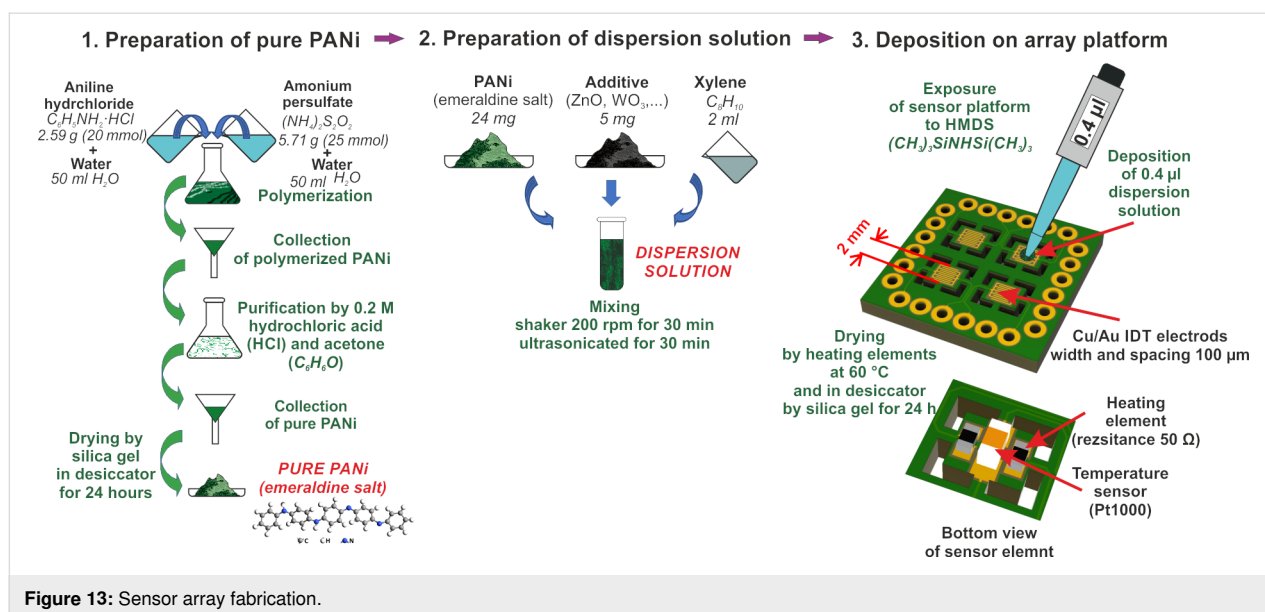 1. Preparation of pure PANi
2. Preparation of dispersion solution
3. Deposition on array platform
Aniline
hydrchloride
C₆H₅NH₂·HCl
2.59 g (20 mmol)
+
Water
50 ml H₂O
Amonium
persulfate
(NH₄)₂S₂O₂
5.71 g (25 mmol)
+
Water
50 ml H₂O
Polymerization
Collection
of polymerized PANi
Purification by 0.2 M
hydrochloric acid
(HCl) and acetone
(C₆H₆O)
Collection
of pure PANi
Drying by
silica gel
in desiccator
for 24 hours
PURE PANi
(emeraldine salt)
C H N
PANi
(emeraldine salt)
24 mg
Additive
(ZnO, WO₃,...)
5 mg
Xylene
C₈H₁₀
2 ml
DISPERSION
SOLUTION
Mixing
shaker 200 rpm for 30 min
ultrasonicated for 30 min
Exposure
of sensor platform
to HMDS
(CH₃)₃SiNHSi(CH₃)₃
0.4 µl
Deposition
of 0.4 µl
dispersion
solution
2 mm
Cu/Au IDT electrods
width and spacing 100 µm
Drying
by heating elements
at 60 °C
and in desiccator
by silica gel for 24 h
Heating
element
(rezsitance 50 Ω)
Temperature
sensor
(Pt1000)
Bottom view
of sensor elemnt
Figure 13: Sensor array fabrication.